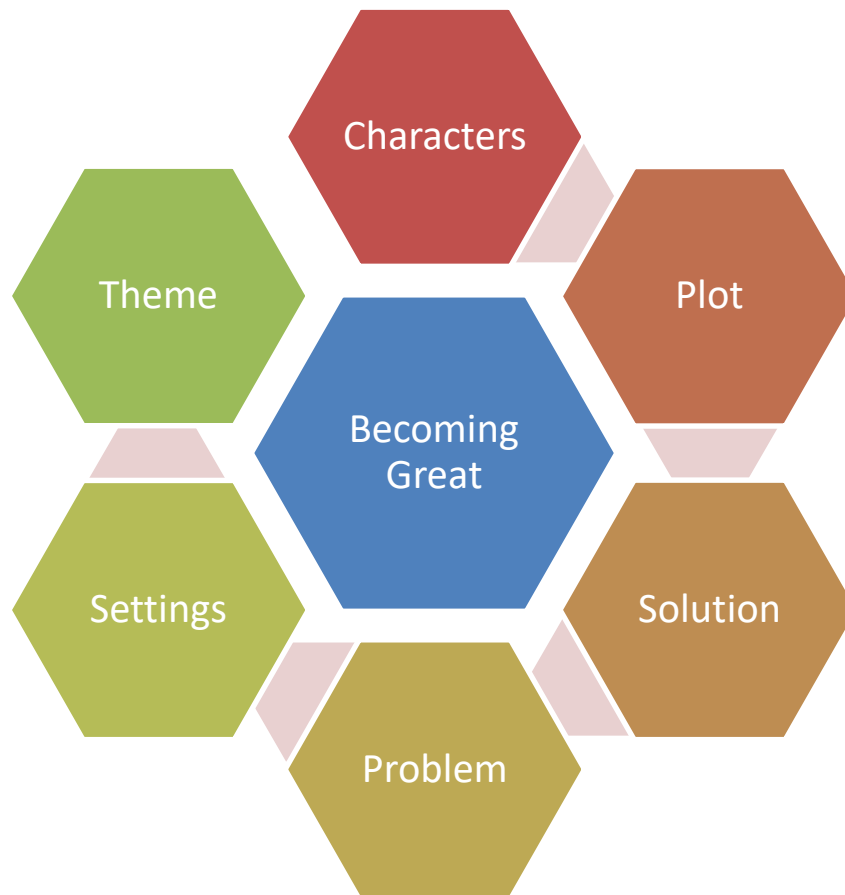 Characters
Theme
Plot
Becoming
Great
Settings
Solution
Problem